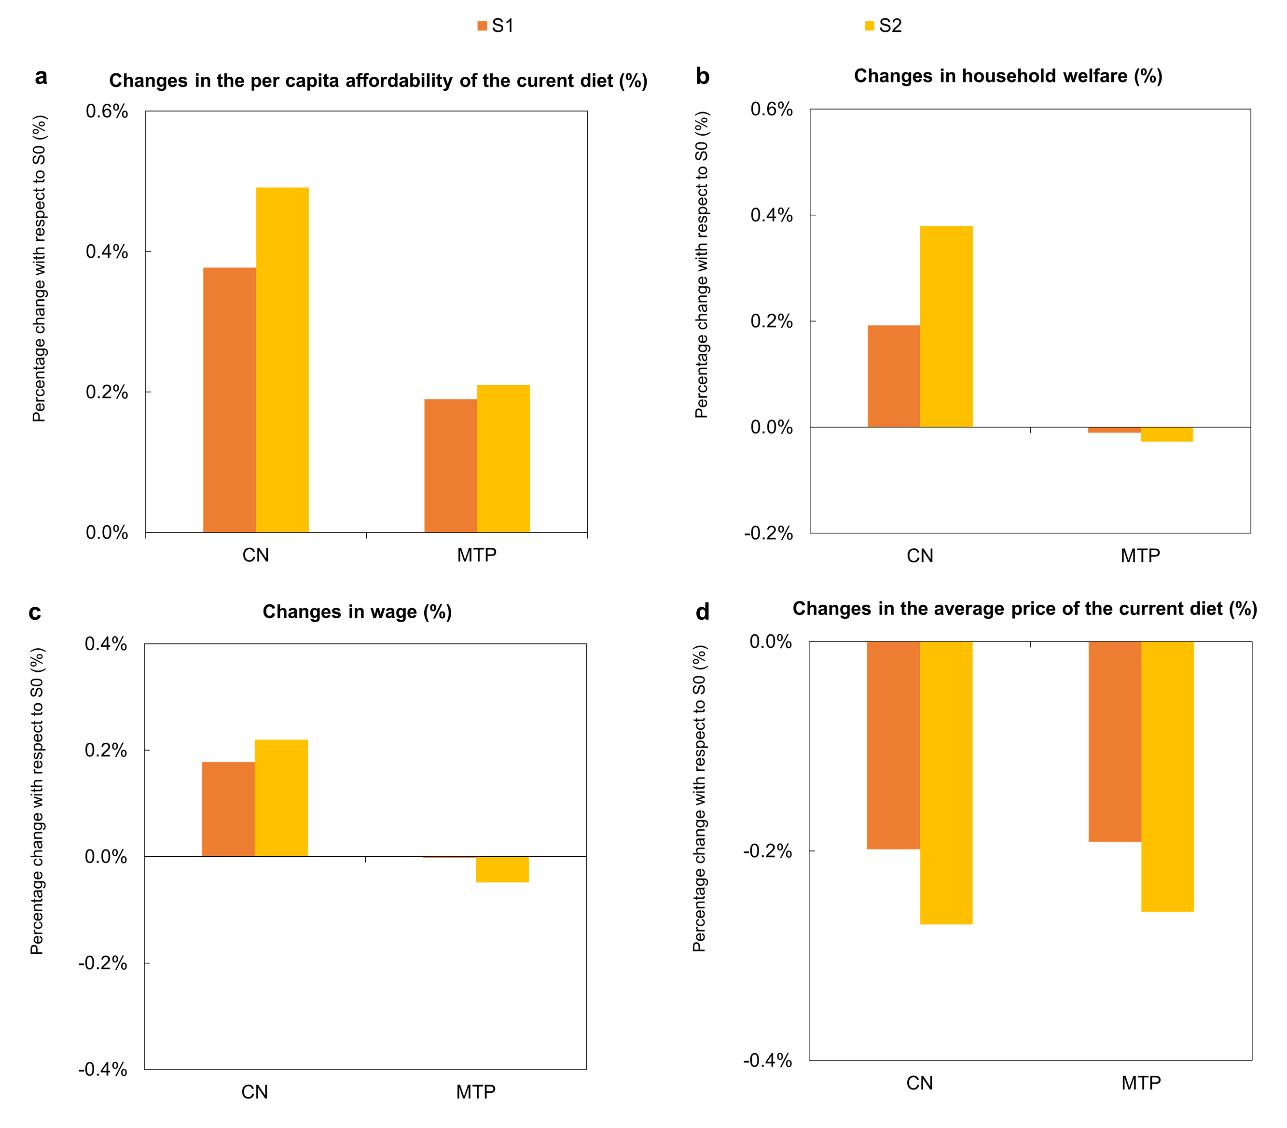 S1
S2
a
Changes in the per capita affordability of the curent diet (%)
Percentage change with respect to S0 (%)
0.6%
0.4%
0.2%
0.0%
CN
MTP
b
Changes in household welfare (%)
Percentage change with respect to S0 (%)
0.6%
0.4%
0.2%
0.0%
-0.2%
CN
MTP
c
Changes in wage (%)
Percentage change with respect to S0 (%)
0.4%
0.2%
0.0%
-0.2%
-0.4%
CN
MTP
d
Changes in the average price of the current diet (%)
Percentage change with respect to S0 (%)
0.0%
-0.2%
-0.4%
CN
MTP